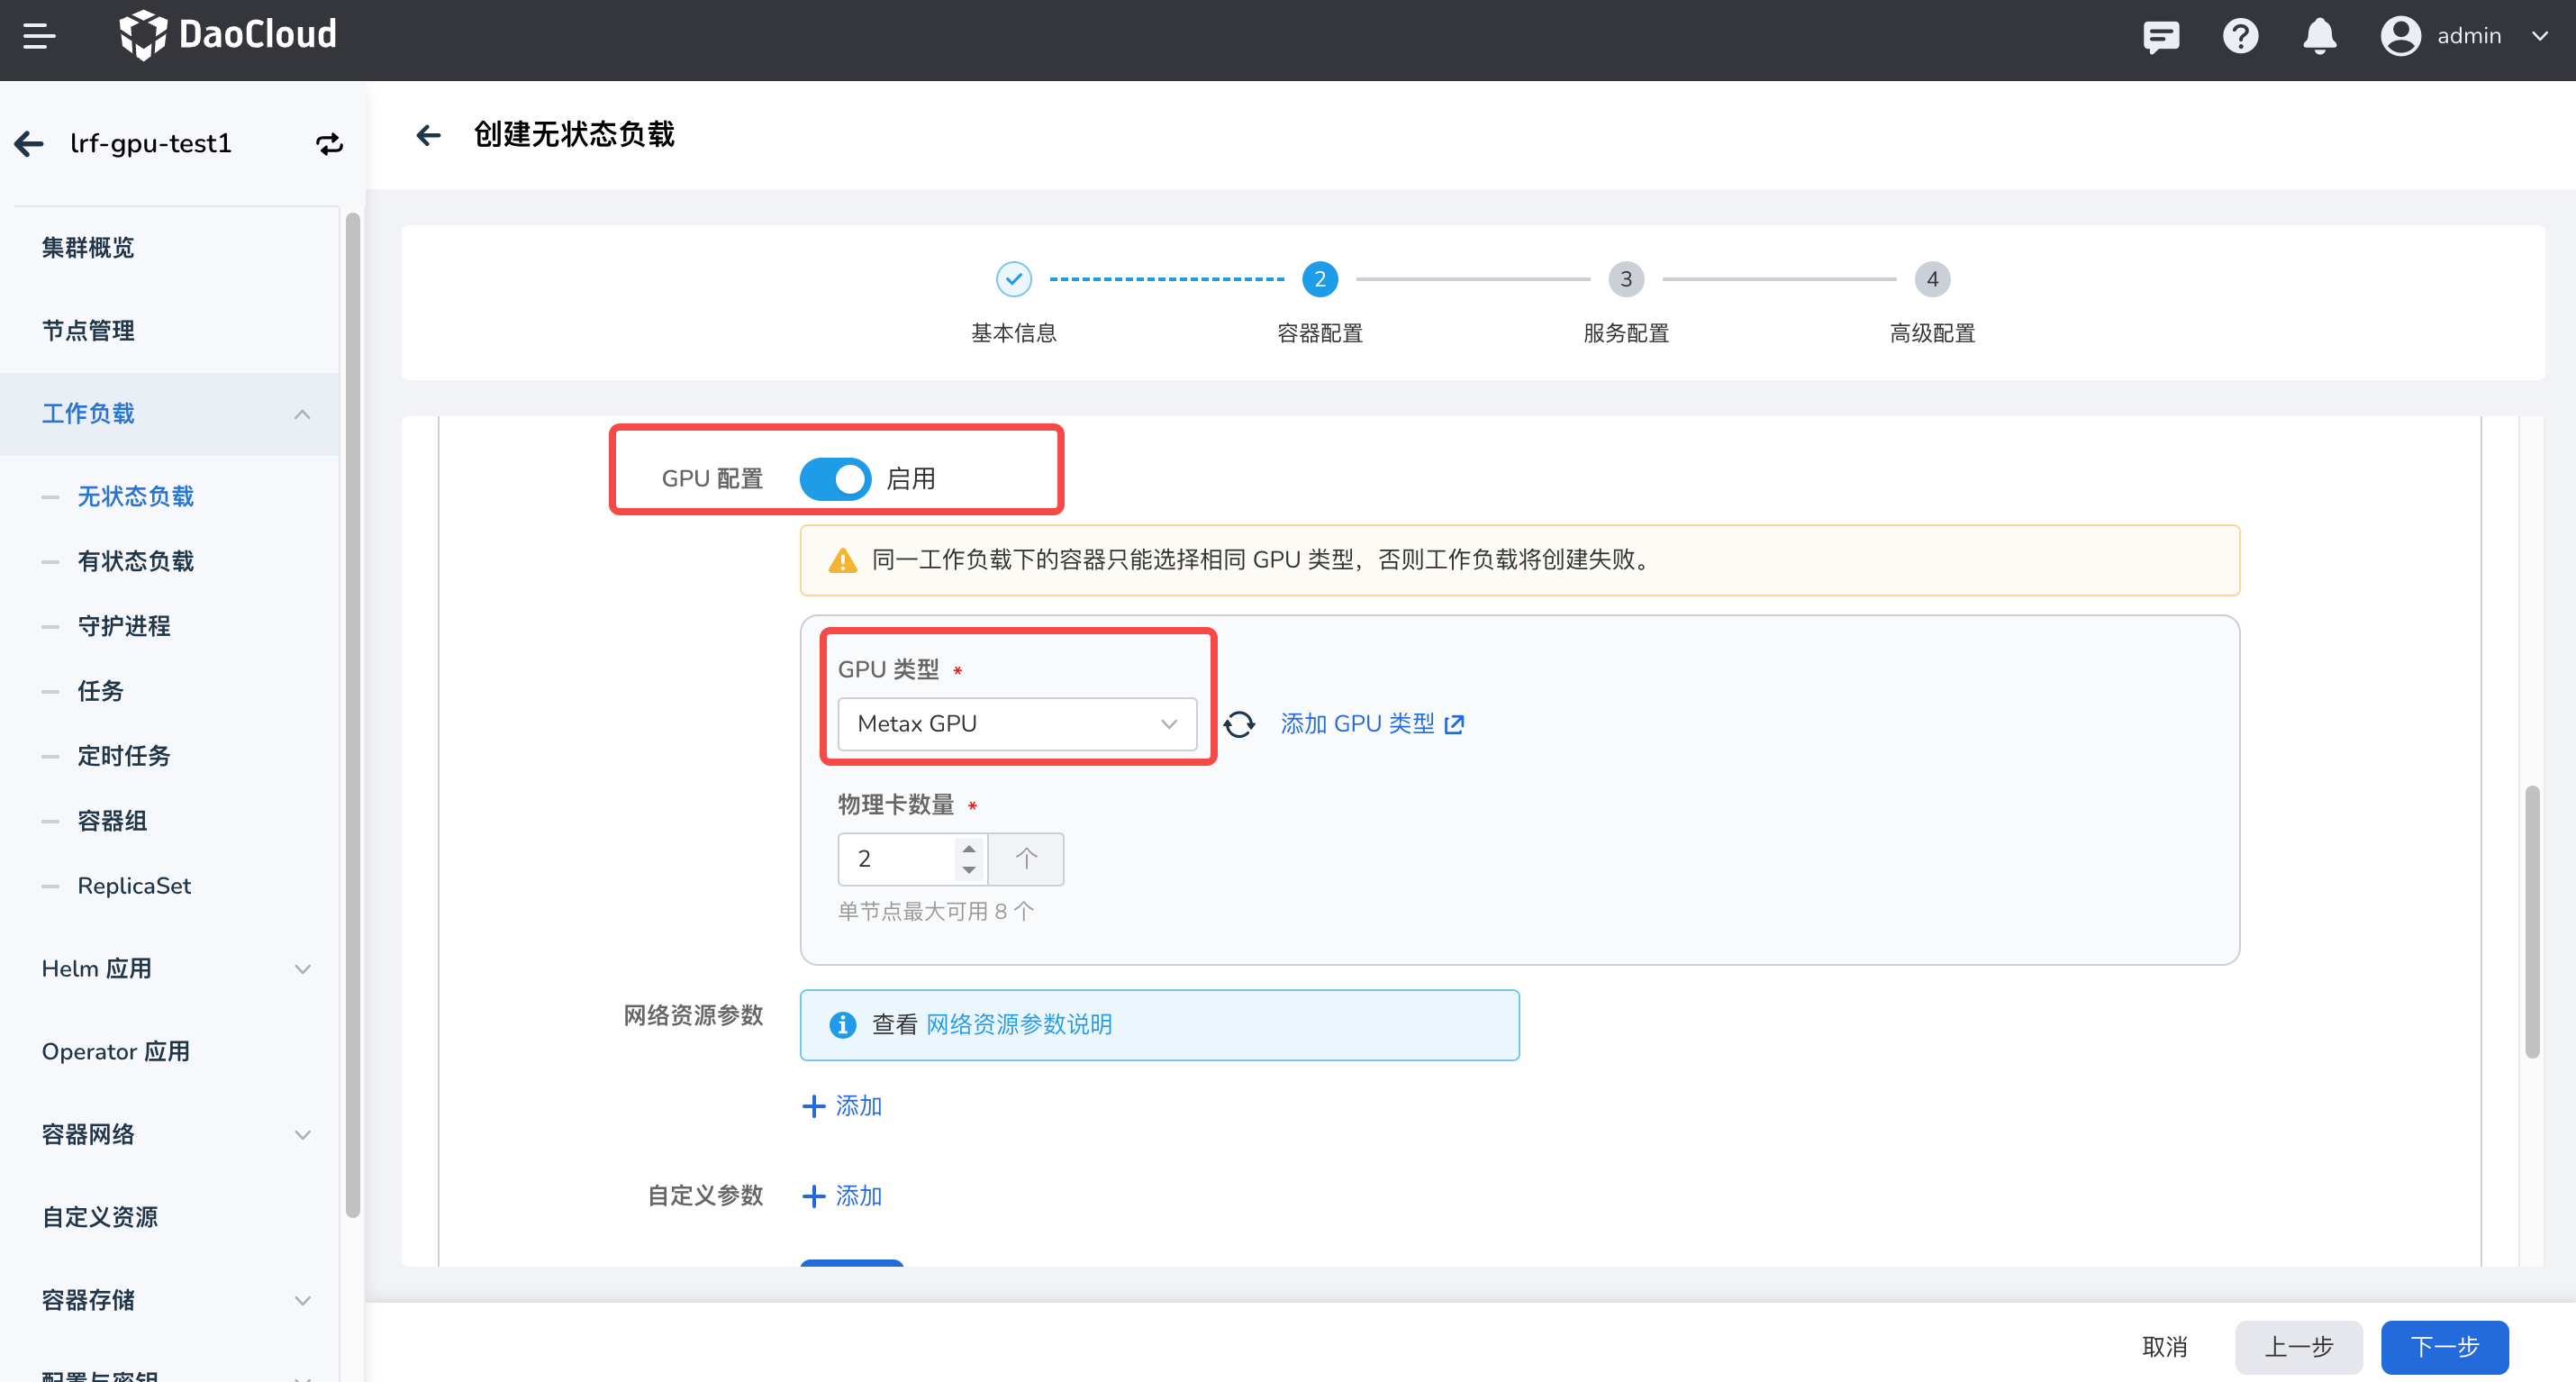 DaoCloud
admin
lrf-gpu-test1
集群概览
节点管理
工作负载
无状态负载
有状态负载
守护进程
任务
定时任务
容器组
ReplicaSet
Helm 应用
Operator 应用
容器网络
自定义资源
容器存储
配置与密钥
创建无状态负载
2
3
4
基本信息
容器配置
服务配置
高级配置
GPU 配置
启用
同一工作负载下的容器只能选择相同 GPU 类型，否则工作负载将创建失败。
GPU 类型 *
Metax GPU
添加 GPU 类型
物理卡数量 *
2
个
单节点最大可用 8 个
网络资源参数
查看 网络资源参数说明
添加
自定义参数
添加
取消
上一步
下一步